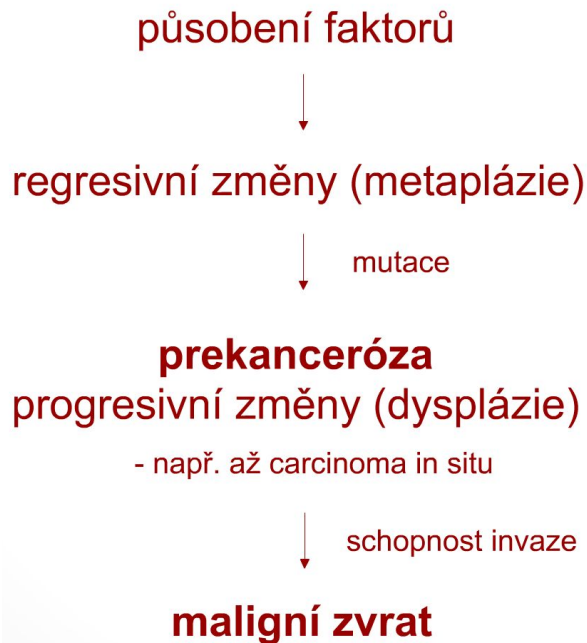 působení faktorů
regresivní změny (metaplázie)
mutace
prekanceróza
progresivní změny (dysplázie)
- např. až carcinoma in situ
schopnost invaze
maligní zvrat